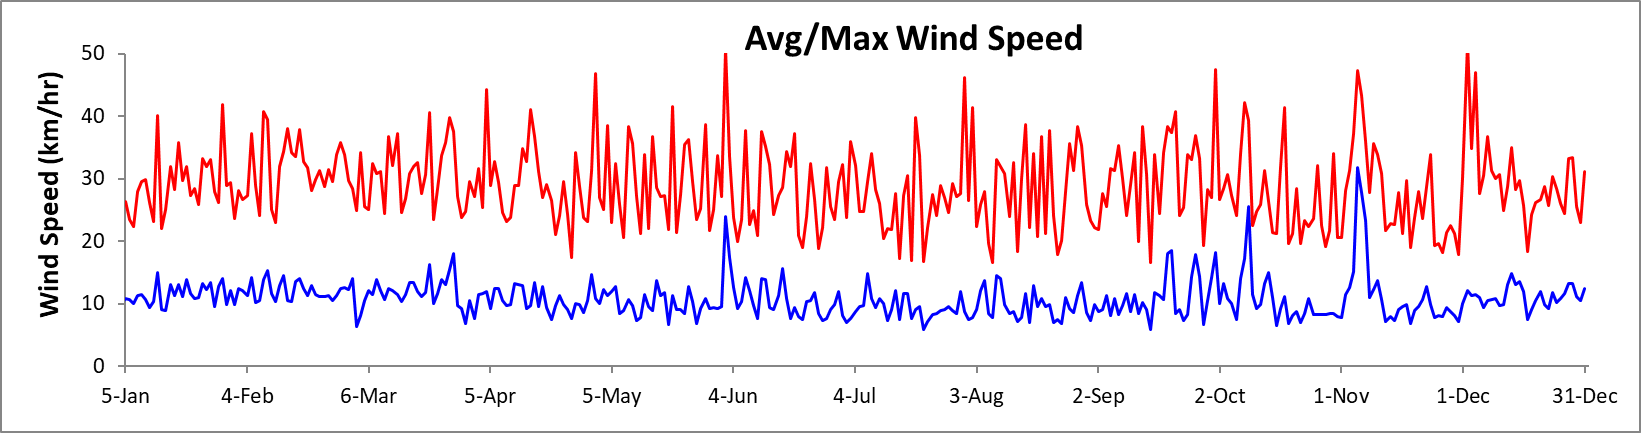 Avg/Max Wind Speed
Wind Speed (km/hr)
50
40
30
20
10
0
5-Jan 4-Feb 6-Mar 5-Apr 5-May 4-Jun 4-Jul 3-Aug 2-Sep 2-Oct 1-Nov 1-Dec 31-Dec